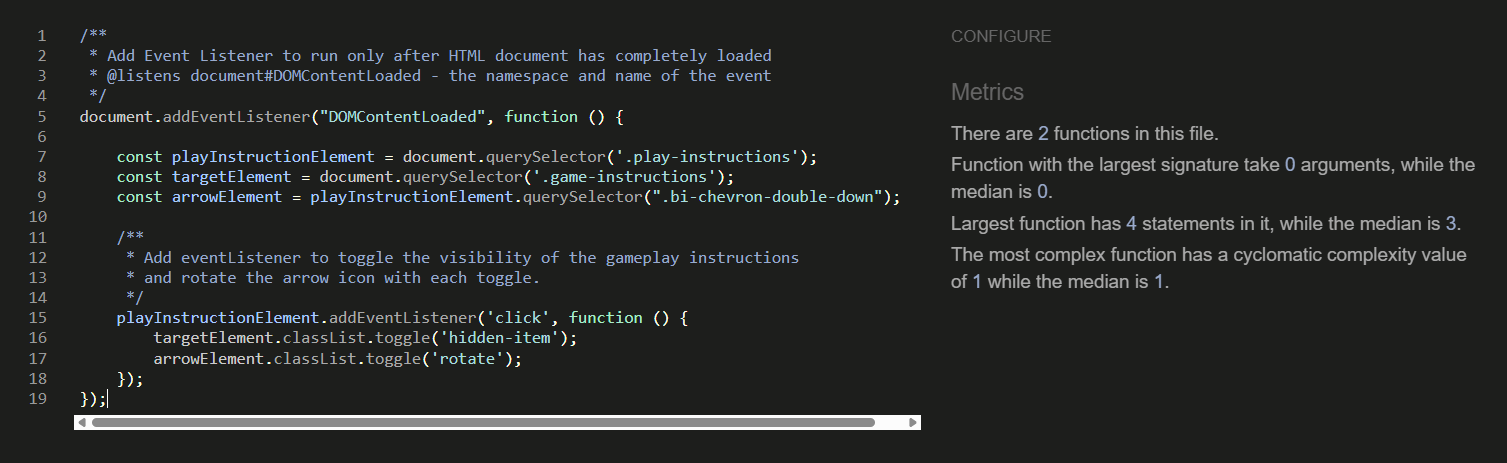 1 /**
2  * Add Event Listener to run only after HTML document has completely loaded
3  * @listens document#DOMContentLoaded - the namespace and name of the event
4  */
5 document.addEventListener("DOMContentLoaded", function () {
6
7     const playInstructionElement = document.querySelector('.play-instructions');
8     const targetElement = document.querySelector('.game-instructions');
9     const arrowElement = playInstructionElement.querySelector(".bi-chevron-double-down");
10
11     /**
12      * Add eventListener to toggle the visibility of the gameplay instructions
13      * and rotate the arrow icon with each toggle.
14      */
15     playInstructionElement.addEventListener('click', function () {
16         targetElement.classList.toggle('hidden-item');
17         arrowElement.classList.toggle('rotate');
18     });
19 });
CONFIGURE
Metrics
There are 2 functions in this file.
Function with the largest signature take 0 arguments, while the
median is 0.
Largest function has 4 statements in it, while the median is 3.
The most complex function has a cyclomatic complexity value
of 1 while the median is 1.